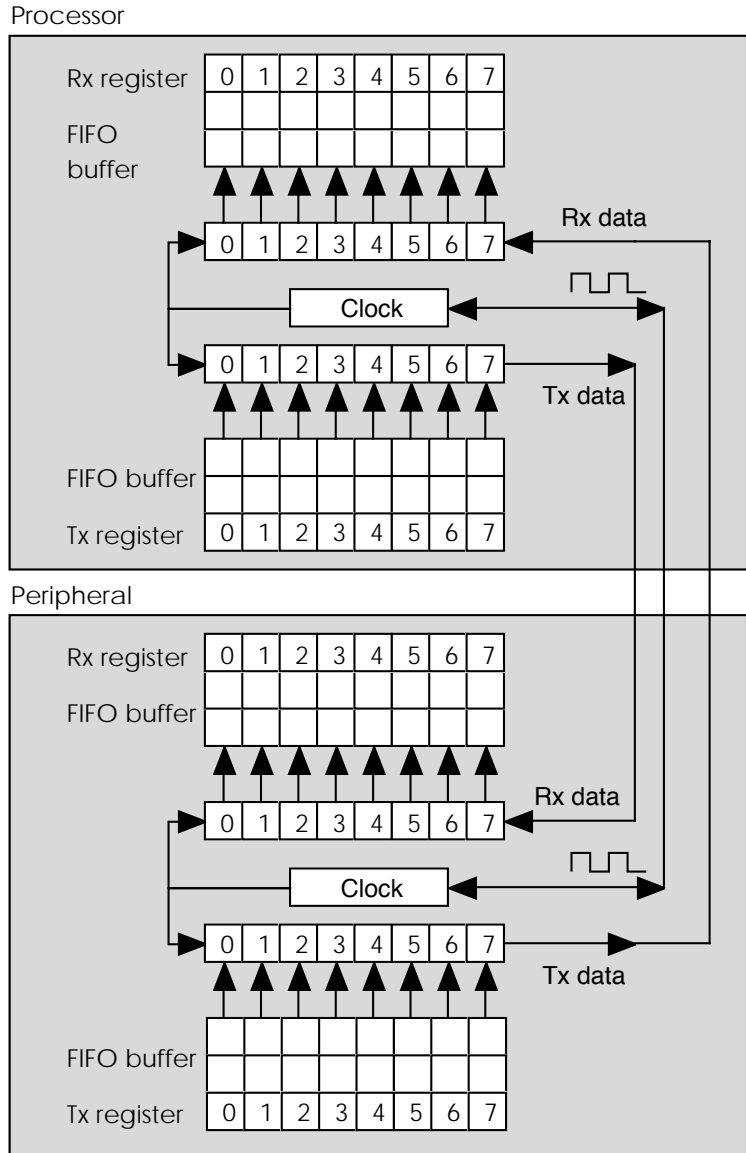 Processor
Rx register 0 1 2 3 4 5 6 7
FIFO
buffer
Rx data
0 1 2 3 4 5 6 7
Clock
0 1 2 3 4 5 6 7
Tx data
FIFO buffer
Tx register 0 1 2 3 4 5 6 7
Peripheral
Rx register 0 1 2 3 4 5 6 7
FIFO buffer
Rx data
0 1 2 3 4 5 6 7
Clock
0 1 2 3 4 5 6 7
Tx data
FIFO buffer
Tx register 0 1 2 3 4 5 6 7